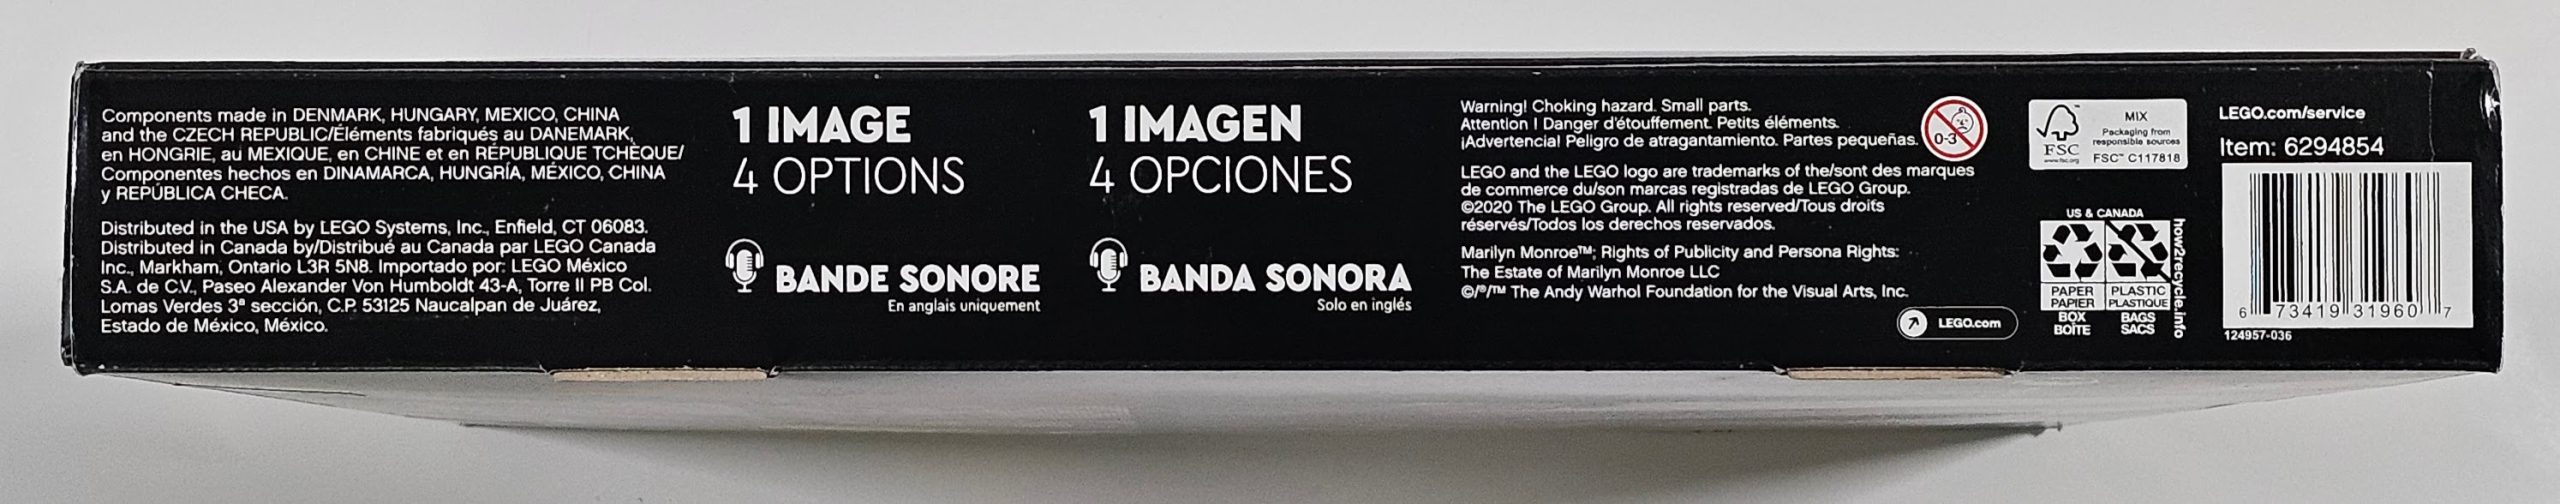 Components made in DENMARK, HUNGARY, MEXICO, CHINA
and the CZECH REPUBLIC/Éléments fabriqués au DANEMARK,
en HONGRIE, au MEXIQUE, en CHINE et en RÉPUBLIQUE TCHÈQUE/
Componentes hechos en DINAMARCA, HUNGRÍA, MÉXICO, CHINA
y REPÚBLICA CHECA.
Distributed in the USA by LEGO Systems, Inc., Enfield, CT 06083.
Distributed in Canada by/Distribué au Canada par LEGO Canada
Inc., Markham, Ontario L3R 5N8. Importado por: LEGO México
S.A. de C.V., Paseo Alexander Von Humboldt 43-A, Torre II PB Col.
Lomas Verdes 3ª sección, C.P. 53125 Naucalpan de Juárez,
Estado de México, México.
1 IMAGE
4 OPTIONS
BANDE SONORE
En anglais uniquement
1 IMAGEN
4 OPCIONES
BANDA SONORA
Solo en inglés
Warning! Choking hazard. Small parts.
Attention ! Danger d'étouffement. Petits éléments.
¡Advertencia! Peligro de atragantamiento. Partes pequeñas.
0-3
LEGO and the LEGO logo are trademarks of the/sont des marques
de commerce du/son marcas registradas de LEGO Group.
©2020 The LEGO Group. All rights reserved/Tous droits
réservés/Todos los derechos reservados.
Marilyn Monroe™; Rights of Publicity and Persona Rights:
The Estate of Marilyn Monroe LLC
©/®/™ The Andy Warhol Foundation for the Visual Arts, Inc.
LEGO.com
FSC
www.fsc.org
MIX
Packaging from
responsible sources
FSC™ C117818
US & CANADA
PAPER
PAPIER
BOX
BOÎTE
PLASTIC
PLASTIQUE
BAGS
SACS
how2recycle.info
LEGO.com/service
Item: 6294854
6 73419 31960 7
124957-036